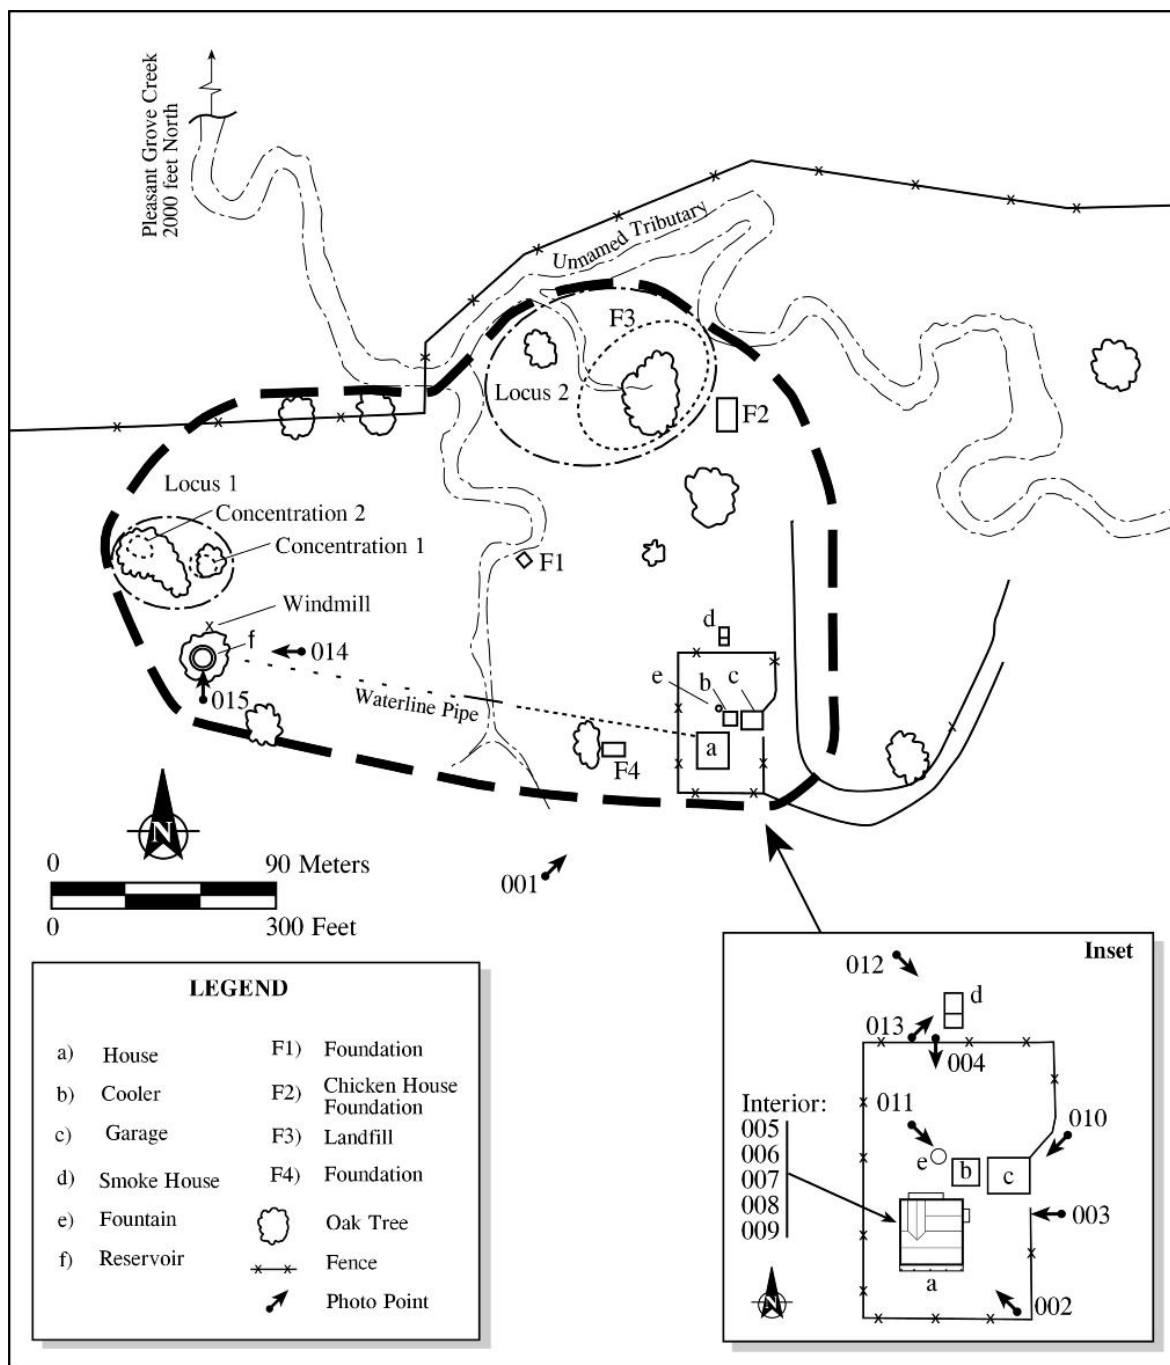 Pleasant Grove Creek
2000 feet North
Unnamed Tributary
F3
Locus 2
F2
Locus 1
Concentration 2
Concentration 1
F1
Windmill
f
014
015
Waterline Pipe
d
e
b
c
a
F4
N
0
90 Meters
0
300 Feet
001
LEGEND
a) House
b) Cooler
c) Garage
d) Smoke House
e) Fountain
f) Reservoir
F1) Foundation
F2) Chicken House
Foundation
F3) Landfill
F4) Foundation
Oak Tree
Fence
Photo Point
Inset
012
d
013
004
011
010
Interior:
005
006
007
008
009
e
b
c
003
a
002
N